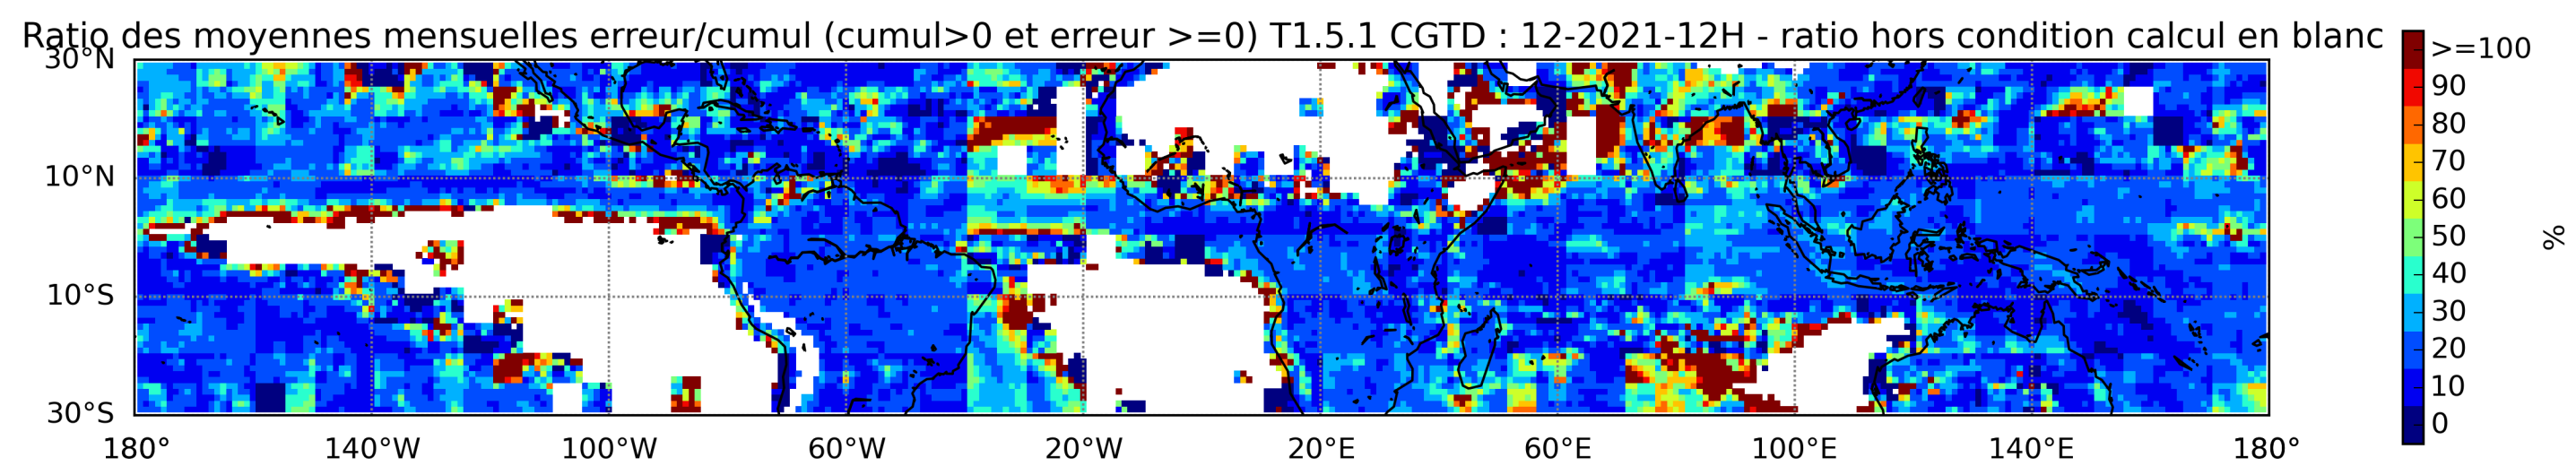 Ratio des moyennes mensuelles erreur/cumul (cumul>0 et erreur >=0) T1.5.1 CGTD : 12-2021-12H - ratio hors condition calcul en blanc
30°N
10°N
10°S
30°S
180° 140°W 100°W 60°W 20°W 20°E 60°E 100°E 140°E 180°
>=100
90
80
70
60
50
40
30
20
10
0
%